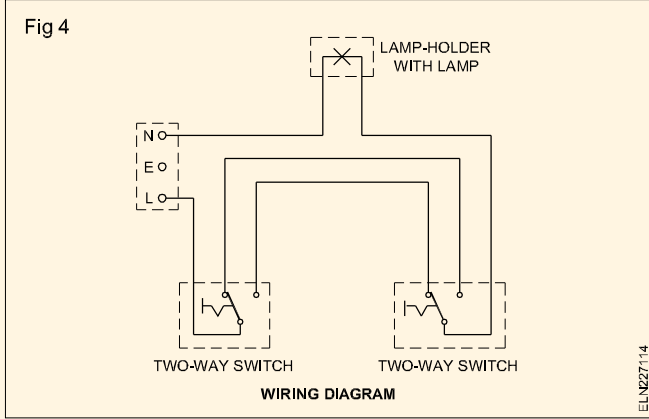 Fig 4
LAMP-HOLDER
WITH LAMP
N
E
L
TWO-WAY SWITCH
TWO-WAY SWITCH
WIRING DIAGRAM
ELN227114